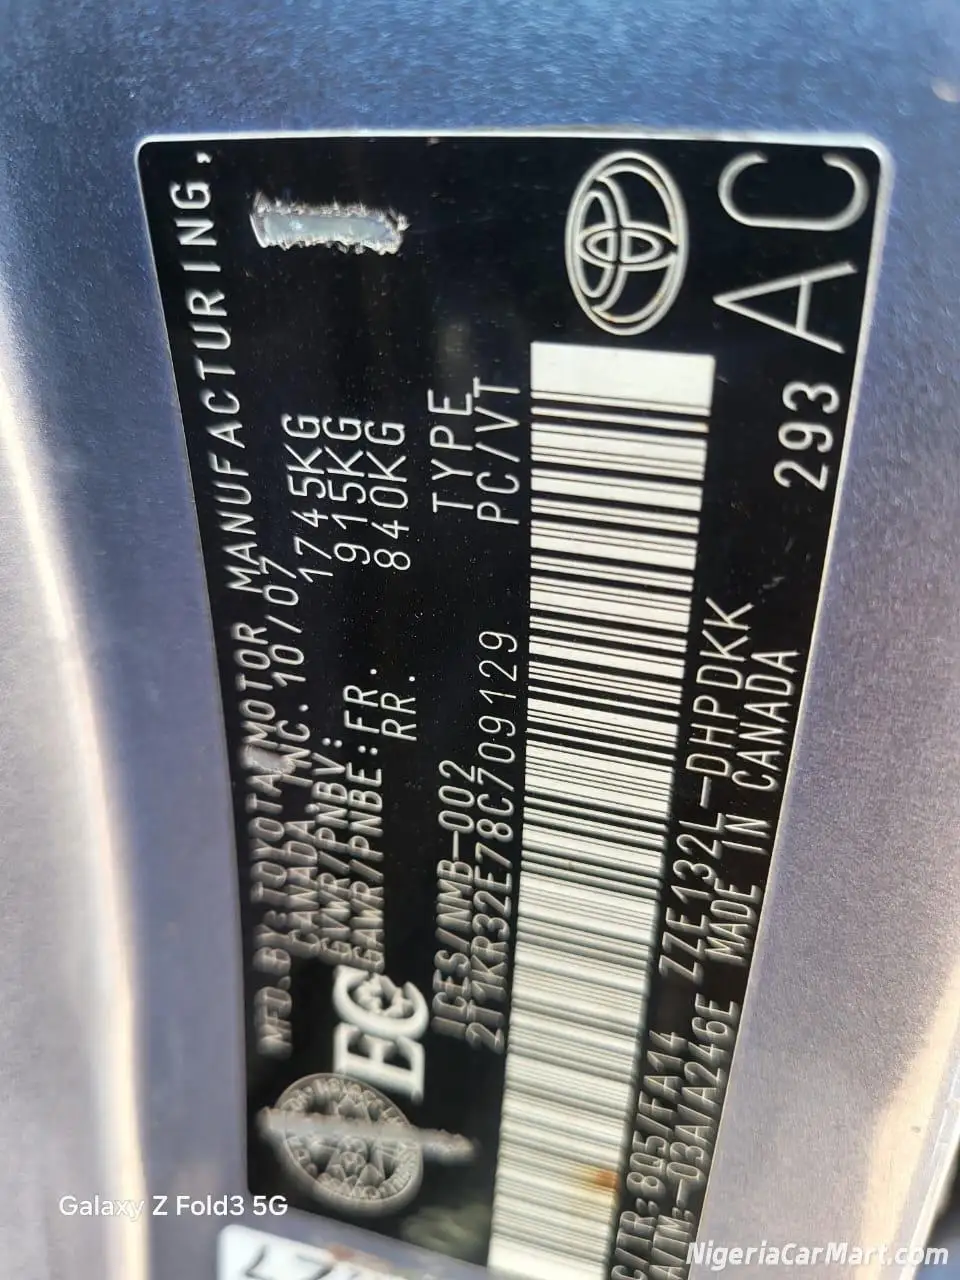 MFD.BY:TOYOTA MOTOR MANUFACTURING,
CANADA INC. 10/07
GVWR/PNBV: 1745KG
GAWR/PNBE:FR. 915KG
RR. 840KG
EC
ICES/NMB-002 TYPE
2T1KR32E78C709129 PC/VT
C/TR:8Q5/FA14 ZZE132L-DHPDKK
A/TM:-03A/A246E MADE IN CANADA
293 AC
Galaxy Z Fold3 5G
NigeriaCarMart.com